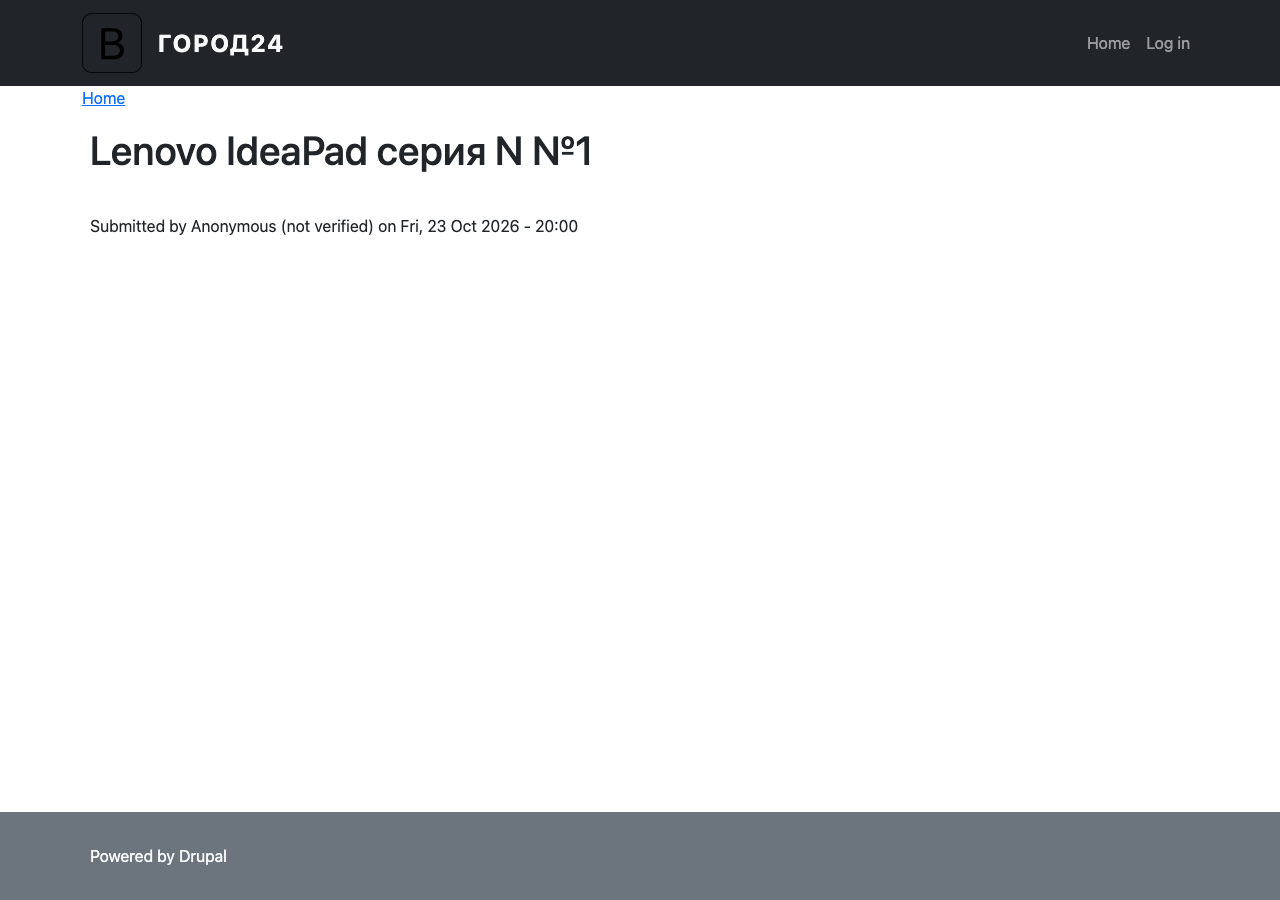 B
ГОРОД24
Home
Log in
Home
Lenovo IdeaPad серия N №1
Submitted by Anonymous (not verified) on Fri, 23 Oct 2026 - 20:00
Powered by Drupal